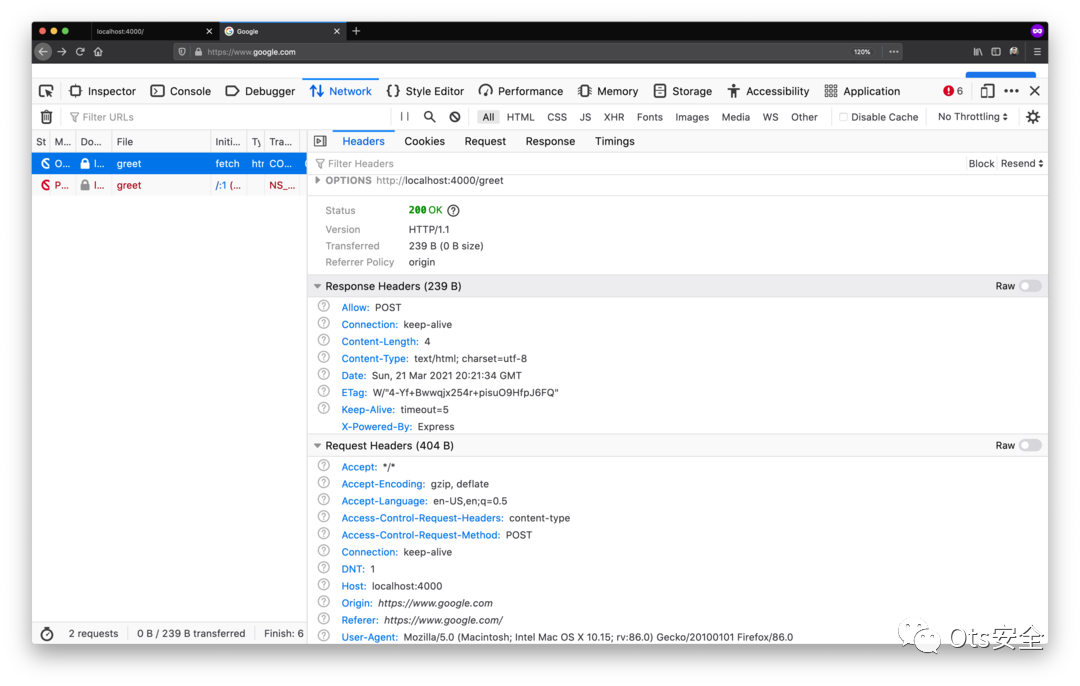 localhost:4000/
Google
https://www.google.com
120%
Inspector Console Debugger Network Style Editor Performance Memory Storage Accessibility Application 6
Filter URLs All HTML CSS JS XHR Fonts Images Media WS Other Disable Cache No Throttling
St M... Do... File Initi... Ty Tra... Headers Cookies Request Response Timings
O... l... greet fetch htr CO...
P... l... greet /:1 (... NS_...
Filter Headers Block Resend
OPTIONS http://localhost:4000/greet
Status 200 OK
Version HTTP/1.1
Transferred 239 B (0 B size)
Referrer Policy origin
Response Headers (239 B) Raw
Allow: POST
Connection: keep-alive
Content-Length: 4
Content-Type: text/html; charset=utf-8
Date: Sun, 21 Mar 2021 20:21:34 GMT
ETag: W/"4-Yf+Bwwqjx254r+pisuO9HfpJ6FQ"
Keep-Alive: timeout=5
X-Powered-By: Express
Request Headers (404 B) Raw
Accept: */*
Accept-Encoding: gzip, deflate
Accept-Language: en-US,en;q=0.5
Access-Control-Request-Headers: content-type
Access-Control-Request-Method: POST
Connection: keep-alive
DNT: 1
Host: localhost:4000
Origin: https://www.google.com
Referer: https://www.google.com/
User-Agent: Mozilla/5.0 (Macintosh; Intel Mac OS X 10.15; rv:86.0) Gecko/20100101 Firefox/86.0
2 requests 0 B / 239 B transferred Finish: 6
Ots安全